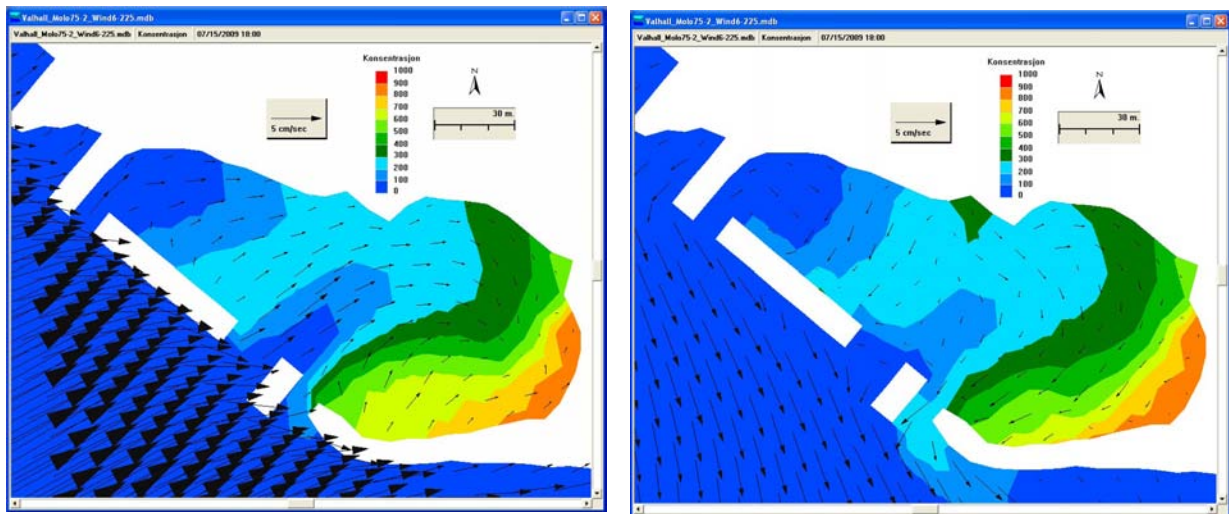 Valhall_Molo75-2_Wind6-225.mdb
Valhall_Molo75-2_Wind6-225.mdb Konsentrasjon 07/15/2009 18:00
Konsentrasjon
1000
900
800
700
600
500
400
300
200
100
0
5 cm/sec
N
30 m.
Valhall_Molo75-2_Wind6-225.mdb
Valhall_Molo75-2_Wind6-225.mdb Konsentrasjon 07/15/2009 18:00
Konsentrasjon
1000
900
800
700
600
500
400
300
200
100
0
5 cm/sec
N
30 m.